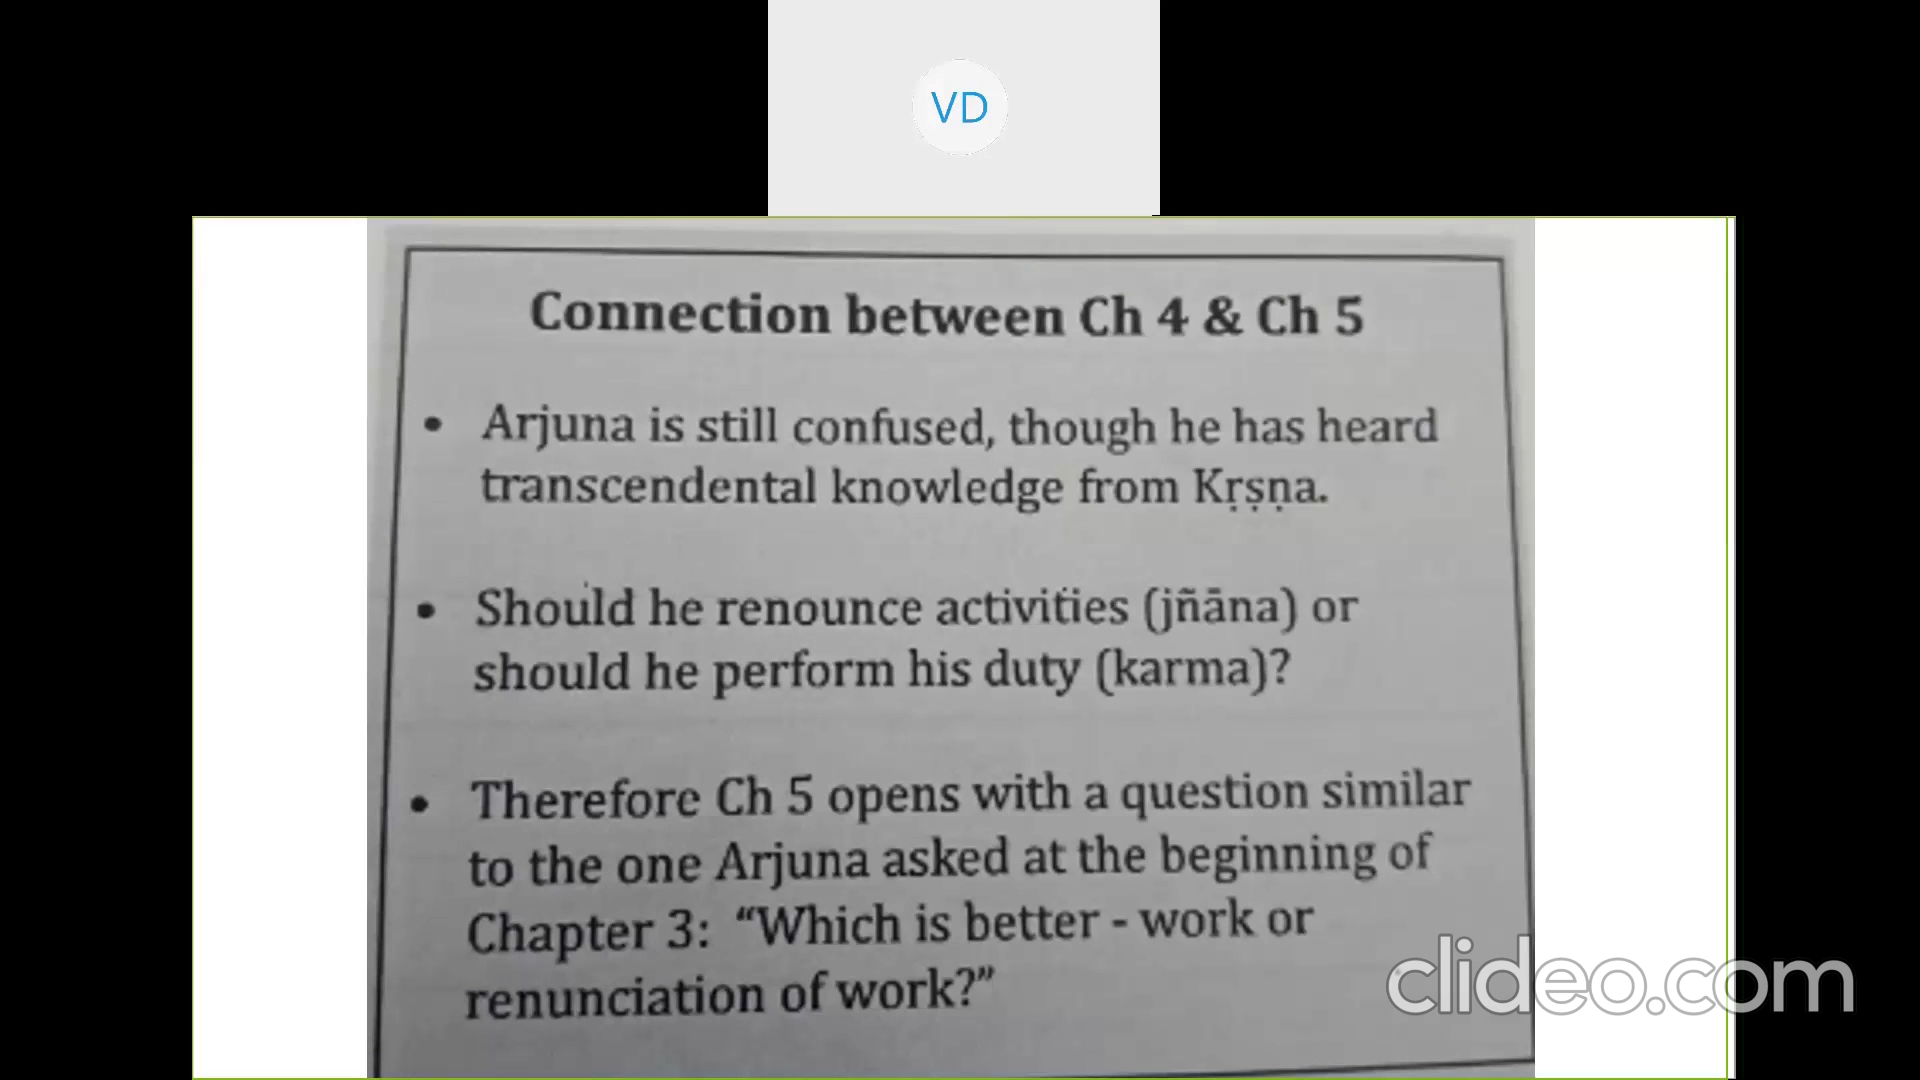 VD
Connection between Ch 4 & Ch 5
• Arjuna is still confused, though he has heard
transcendental knowledge from Kṛṣṇa.
• Should he renounce activities (jñāna) or
should he perform his duty (karma)?
• Therefore Ch 5 opens with a question similar
to the one Arjuna asked at the beginning of
Chapter 3: “Which is better - work or
renunciation of work?”
clideo.com